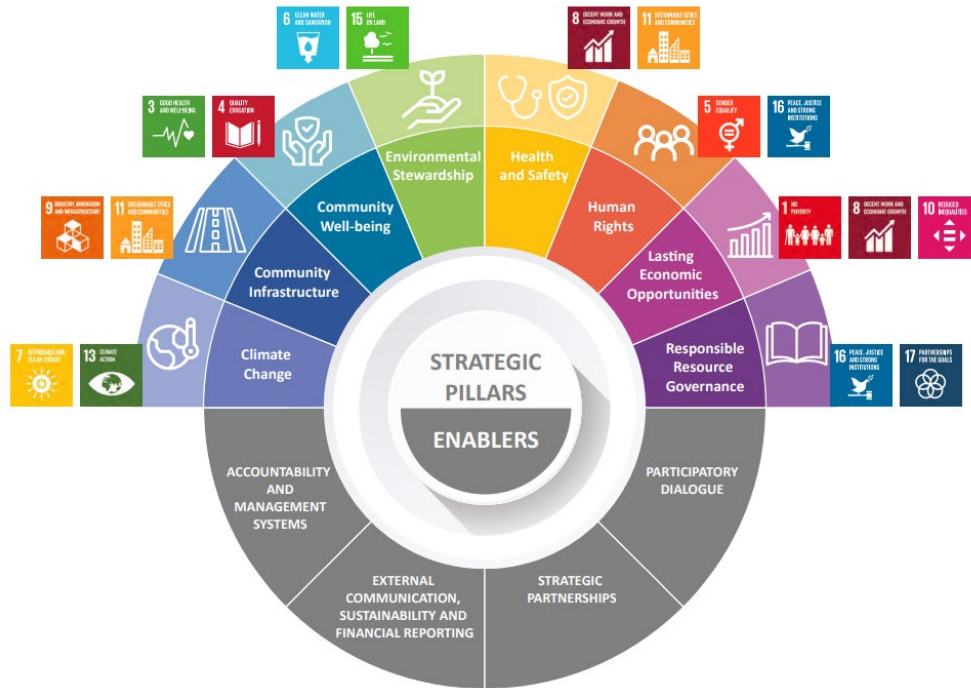 6 CLEAN WATER
AND SANITATION
15 LIFE
ON LAND
8 DECENT WORK AND
ECONOMIC GROWTH
11 SUSTAINABLE CITIES
AND COMMUNITIES
3 GOOD HEALTH
AND WELL-BEING
4 QUALITY
EDUCATION
5 GENDER
EQUALITY
16 PEACE, JUSTICE
AND STRONG
INSTITUTIONS
9 INDUSTRY, INNOVATION
AND INFRASTRUCTURE
11 SUSTAINABLE CITIES
AND COMMUNITIES
1 NO
POVERTY
8 DECENT WORK AND
ECONOMIC GROWTH
10 REDUCED
INEQUALITIES
7 AFFORDABLE AND
CLEAN ENERGY
13 CLIMATE
ACTION
16 PEACE, JUSTICE
AND STRONG
INSTITUTIONS
17 PARTNERSHIPS
FOR THE GOALS
Climate
Change
Community
Infrastructure
Community
Well-being
Environmental
Stewardship
Health
and Safety
Human
Rights
Lasting
Economic
Opportunities
Responsible
Resource
Governance
STRATEGIC
PILLARS
ENABLERS
ACCOUNTABILITY
AND
MANAGEMENT
SYSTEMS
EXTERNAL
COMMUNICATION,
SUSTAINABILITY AND
FINANCIAL REPORTING
STRATEGIC
PARTNERSHIPS
PARTICIPATORY
DIALOGUE